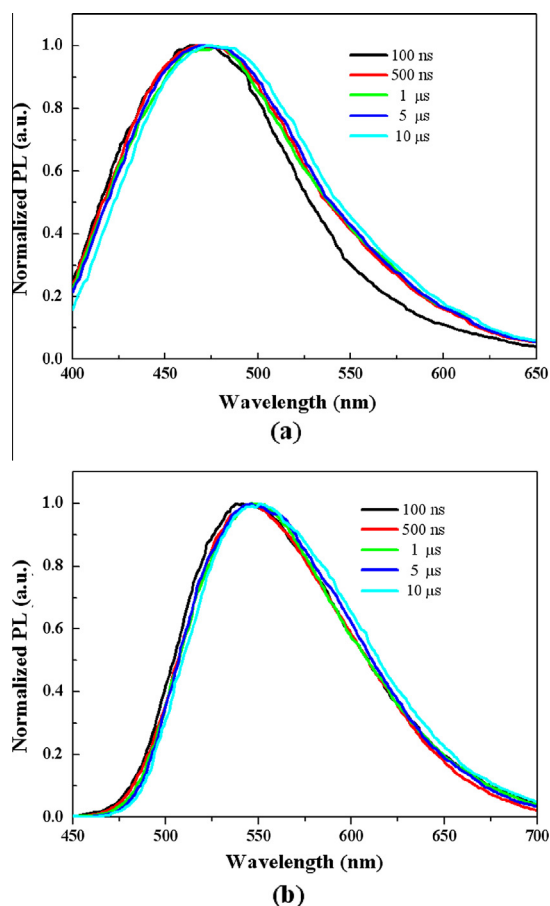 1.0
0.8
0.6
0.4
0.2
0.0
Normalized PL (a.u.)
100 ns
500 ns
1 μs
5 μs
10 μs
400 450 500 550 600 650
Wavelength (nm)
(a)
1.0
0.8
0.6
0.4
0.2
0.0
Normalized PL (a.u.)
100 ns
500 ns
1 μs
5 μs
10 μs
450 500 550 600 650 700
Wavelength (nm)
(b)